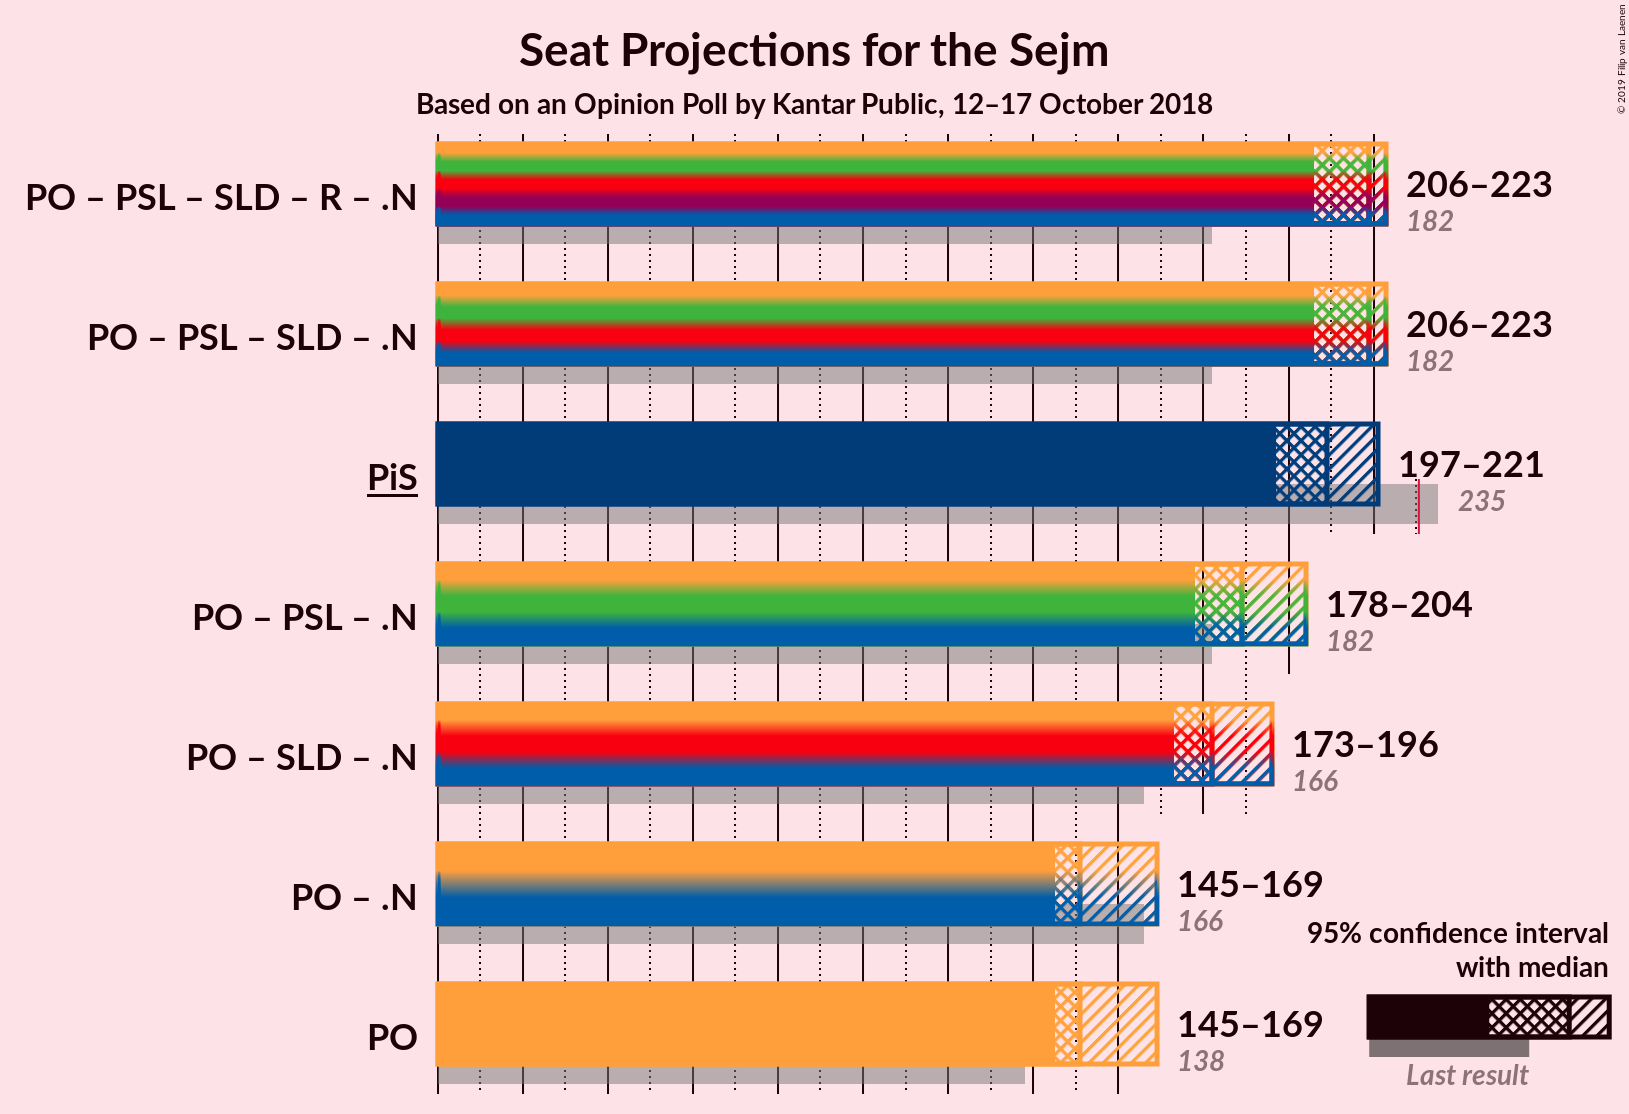 Seat Projections for the Sejm
Based on an Opinion Poll by Kantar Public, 12–17 October 2018
© 2019 Filip van Laenen
PO – PSL – SLD – R – .N
206–223
182
PO – PSL – SLD – .N
206–223
182
PiS
197–221
235
PO – PSL – .N
178–204
182
PO – SLD – .N
173–196
166
PO – .N
145–169
166
PO
145–169
138
95% confidence interval
with median
Last result